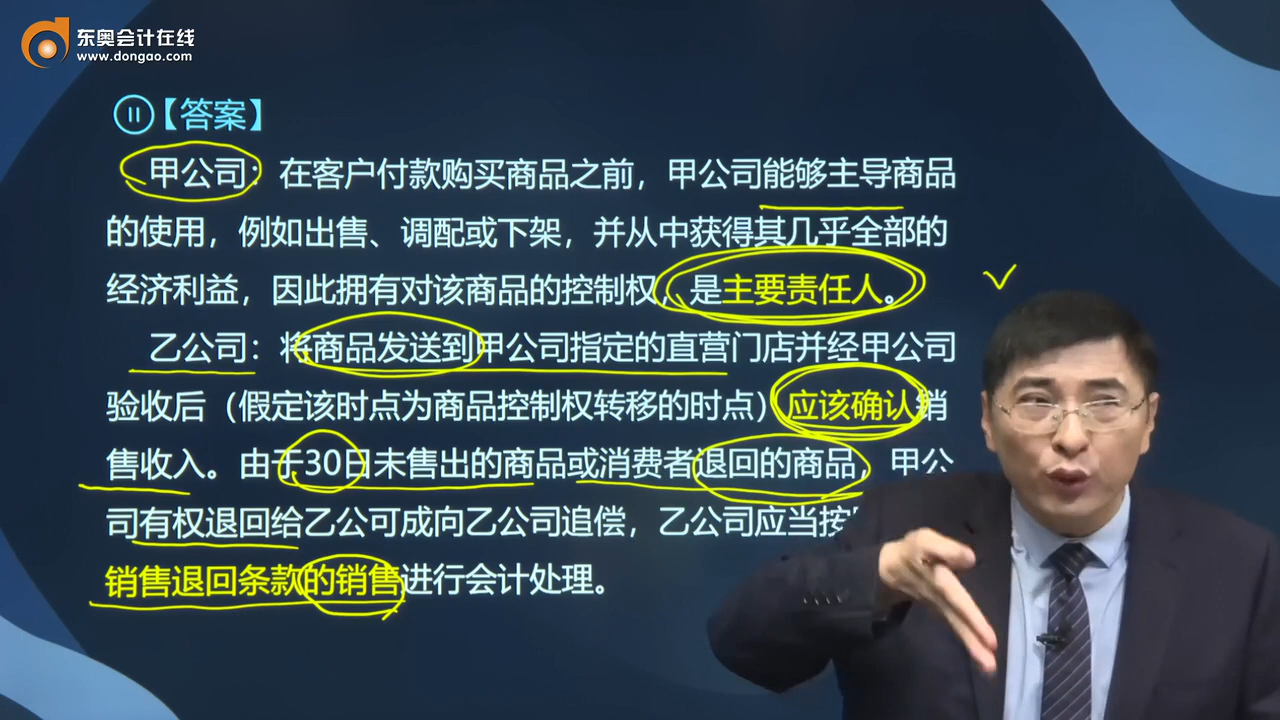 东奥会计在线
www.dongao.com
【答案】
甲公司：在客户付款购买商品之前，甲公司能够主导商品
的使用，例如出售、调配或下架，并从中获得其几乎全部的
经济利益，因此拥有对该商品的控制权，是主要责任人。
乙公司：将商品发送到甲公司指定的直营门店并经甲公司
验收后（假定该时点为商品控制权转移的时点）应该确认销
售收入。由于30日未售出的商品或消费者退回的商品，甲公
司有权退回给乙公司或向乙公司追偿，乙公司应当按
销售退回条款的销售进行会计处理。